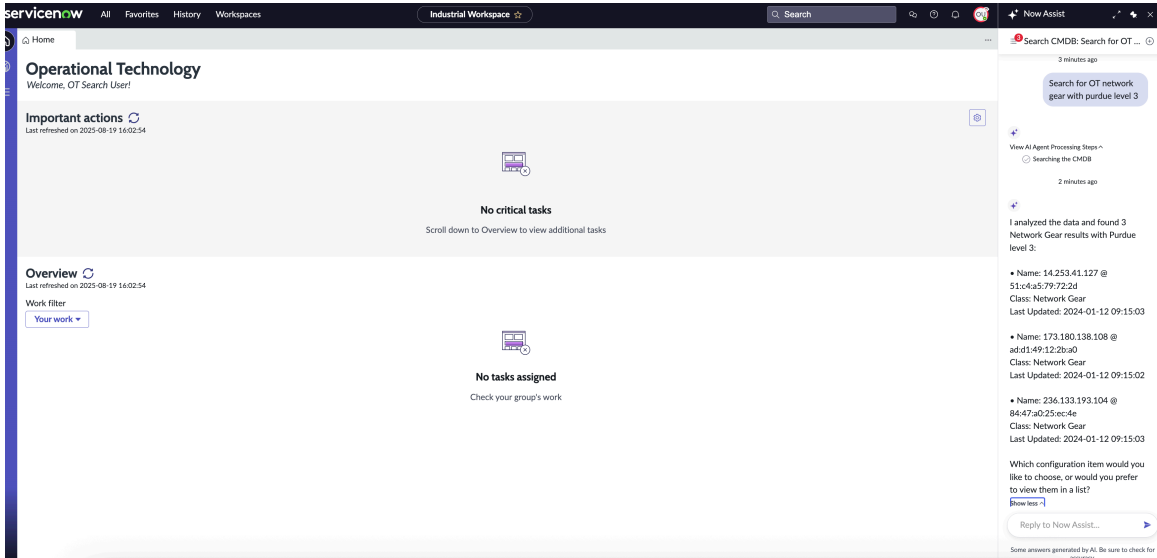 servicenow All Favorites History Workspaces Industrial Workspace ☆ Search Now Assist
Home
3 Search CMDB: Search for OT ...
Operational Technology
Welcome, OT Search User!
Important actions
Last refreshed on 2025-08-19 16:02:54
No critical tasks
Scroll down to Overview to view additional tasks
Overview
Last refreshed on 2025-08-19 16:02:54
Work filter
Your work
No tasks assigned
Check your group's work
3 minutes ago
Search for OT network
gear with purdue level 3
View AI Agent Processing Steps
Searching the CMDB
2 minutes ago
I analyzed the data and found 3
Network Gear results with Purdue
level 3:
• Name: 14.253.41.127 @
51:c4:a5:79:72:2d
Class: Network Gear
Last Updated: 2024-01-12 09:15:03
• Name: 173.180.138.108 @
ad:d1:49:12:2b:a0
Class: Network Gear
Last Updated: 2024-01-12 09:15:02
• Name: 236.133.193.104 @
84:47:a0:25:ec:4e
Class: Network Gear
Last Updated: 2024-01-12 09:15:03
Which configuration item would you
like to choose, or would you prefer
to view them in a list?
Show less
Reply to Now Assist...
Some answers generated by AI. Be sure to check for